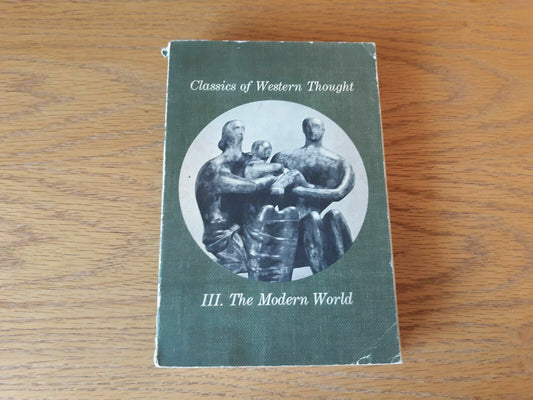 Classics of Western Thought
III. The Modern World